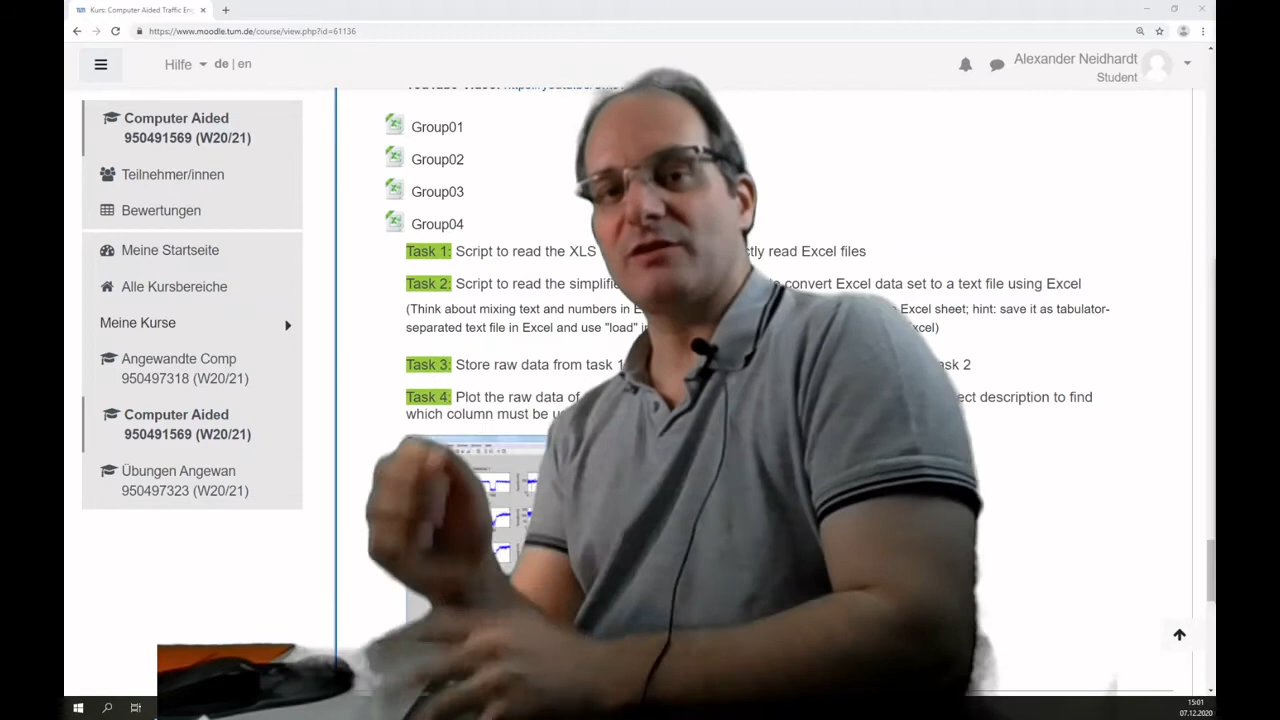 Kurs: Computer Aided Traffic Eng
https://www.moodle.tum.de/course/view.php?id=61136
Hilfe
de | en
Alexander Neidhardt
Student
Computer Aided
950491569 (W20/21)
Teilnehmer/innen
Bewertungen
Meine Startseite
Alle Kursbereiche
Meine Kurse
Angewandte Comp
950497318 (W20/21)
Computer Aided
950491569 (W20/21)
Übungen Angewan
950497323 (W20/21)
Group01
Group02
Group03
Group04
Task 1: Script to read the XLS read Excel files
Task 2: Script to read the convert Excel data set to a text file using Excel
(Think about mixing text and numbers in Excel sheet; hint: save it as tabulator-
separated text file in Excel and use "load"
Task 3: Store raw data from task 1 2
Task 4: Plot the raw data of description to find
which column must be
15:01
07.12.2020